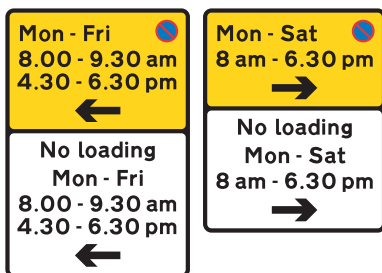 Mon - Fri
8.00 - 9.30 am
4.30 - 6.30 pm
No loading
Mon - Fri
8.00 - 9.30 am
4.30 - 6.30 pm
Mon - Sat
8 am - 6.30 pm
No loading
Mon - Sat
8 am - 6.30 pm